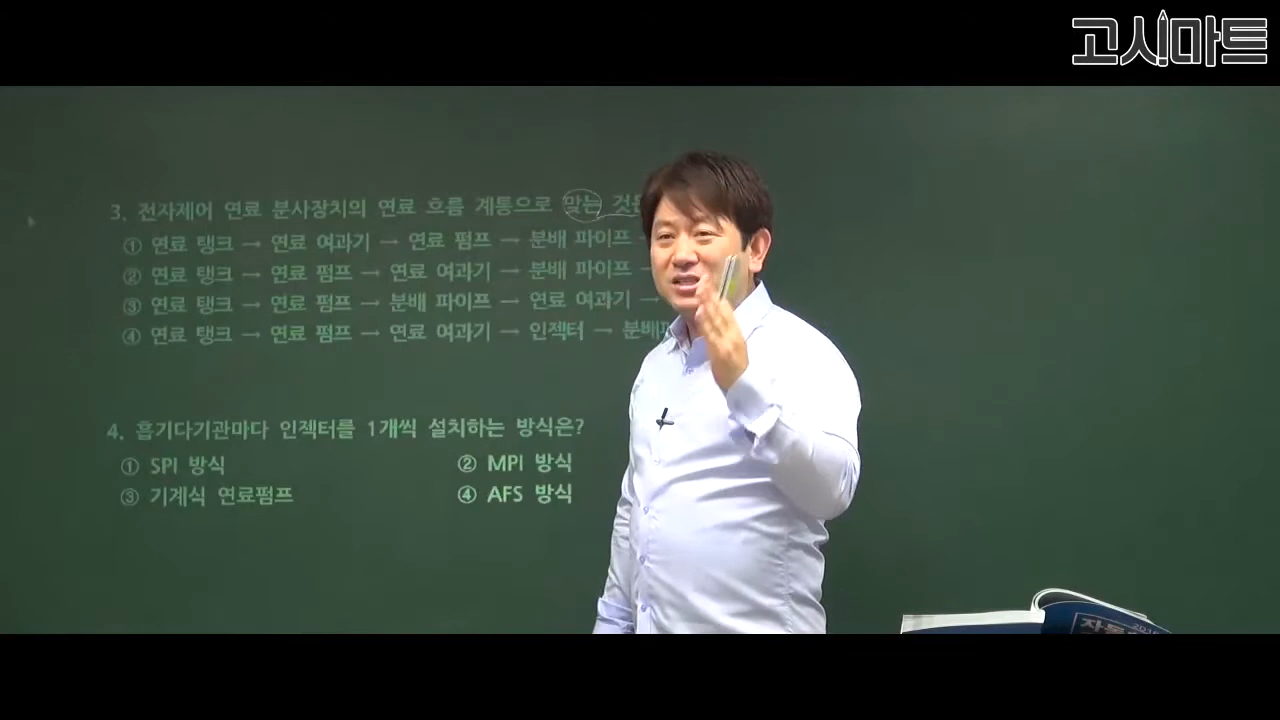 고시마트
3. 전자제어 연료 분사장치의 연료 흐름 계통으로 맞는 것은
① 연료 탱크 → 연료 여과기 → 연료 펌프 → 분배 파이프 →
② 연료 탱크 → 연료 펌프 → 연료 여과기 → 분배 파이프 →
③ 연료 탱크 → 연료 펌프 → 분배 파이프 → 연료 여과기 →
④ 연료 탱크 → 연료 펌프 → 연료 여과기 → 인젝터 → 분배
4. 흡기다기관마다 인젝터를 1개씩 설치하는 방식은?
① SPI 방식 ② MPI 방식
③ 기계식 연료펌프 ④ AFS 방식